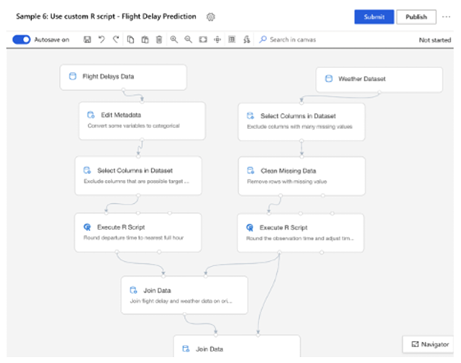 Sample 6: Use custom R script - Flight Delay Prediction
Submit
Publish
Autosave on
Search in canvas
Not started
Flight Delays Data
Weather Dataset
Edit Metadata
Convert some variables to categorical
Select Columns in Dataset
Exclude columns with many missing values
Select Columns in Dataset
Exclude columns that are possible target ...
Clean Missing Data
Remove rows with missing value
Execute R Script
Round departure time to nearest full hour
Execute R Script
Round the observation time and adjust tim...
Join Data
Join flight delay and weather data on ori...
Join Data
Navigator